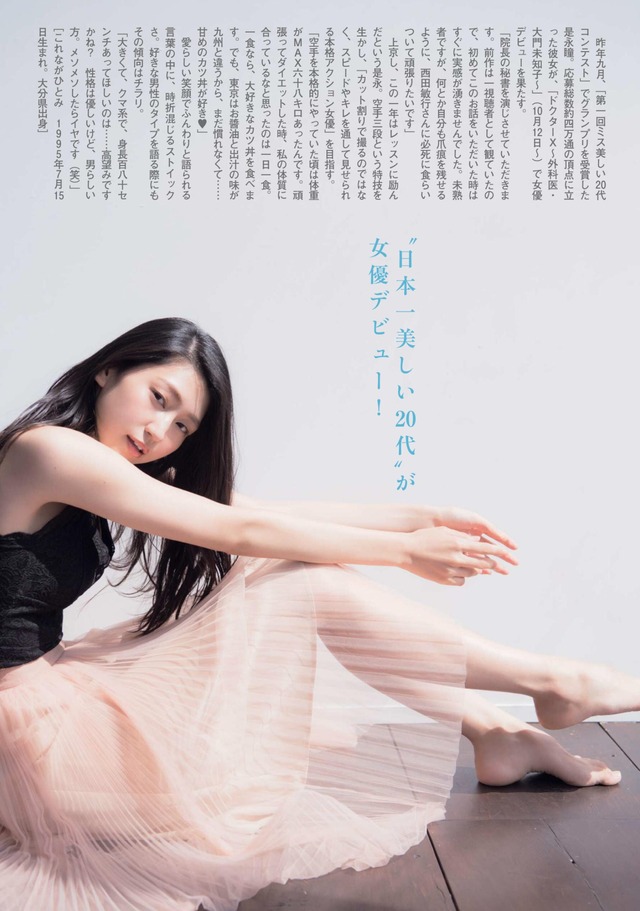 昨年九月、「第一回ミス美しい20代
コンテスト」でグランプリを受賞した
是永瞳。応募総数約四万通の頂点に立
った彼女が、「ドクターX〜外科医・
大門未知子〜」（10月12日〜）で女優
デビューを果たす。
「院長の秘書を演じさせていただきま
す。前作は一視聴者として観ていたの
で、初めてこのお話をいただいた時は
すぐに実感が湧きませんでした。未熟
者ですが、何とか自分も爪痕を残せる
ように、西田敏行さんに必死に食らい
ついて頑張りたいです」
上京し、この一年はレッスンに励ん
だという是永。空手三段という特技を
生かし、「カット割りで撮るのではな
く、スピードやキレを通して見せられ
る本格アクション女優」を目指す。
「空手を本格的にやっていた頃は体重
がMAX六十八キロあったんです。頑
張ってダイエットした時、私の体質に
合っているなと思ったのは一日一食。
一食なら、大好きなカツ丼を食べま
す。でも、東京はお醤油と出汁の味が
九州と違うから、まだ慣れなくて……
甘めのカツ丼が好き♥」
愛らしい笑顔でふんわりと語られる
言葉の中に、時折混じるストイック
さ。好きな男性のタイプを語る際にも
その傾向はチラリ。
「大きくて、クマ系で、身長百八十セ
ンチあってほしいのは……高望みです
かね？ 性格は優しいけど、男らしい
方。メソメソしたらイヤです（笑）」
［これながひとみ 1995年7月15
日生まれ。大分県出身］
〝日本一美しい20代〟が
女優デビュー！